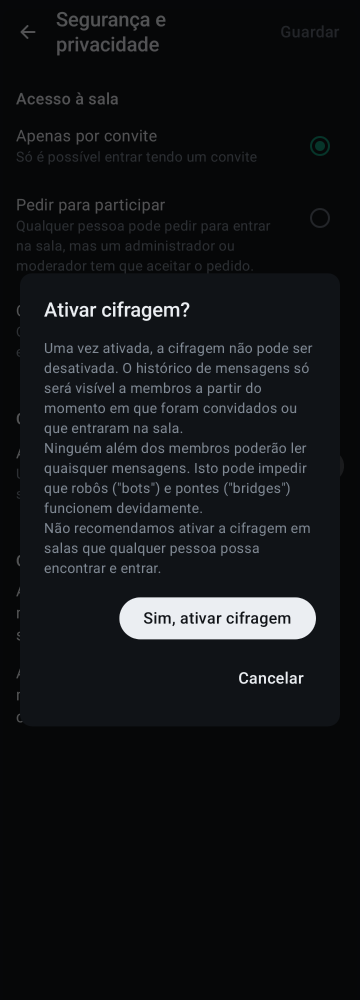 Segurança e
privacidade
Guardar
Acesso à sala
Apenas por convite
Só é possível entrar tendo um convite
Pedir para participar
Qualquer pessoa pode pedir para entrar
na sala, mas um administrador ou
moderador tem que aceitar o pedido.
Ativar cifragem?
Uma vez ativada, a cifragem não pode ser
desativada. O histórico de mensagens só
será visível a membros a partir do
momento em que foram convidados ou
que entraram na sala.
Ninguém além dos membros poderão ler
quaisquer mensagens. Isto pode impedir
que robôs ("bots") e pontes ("bridges")
funcionem devidamente.
Não recomendamos ativar a cifragem em
salas que qualquer pessoa possa
encontrar e entrar.
Sim, ativar cifragem
Cancelar